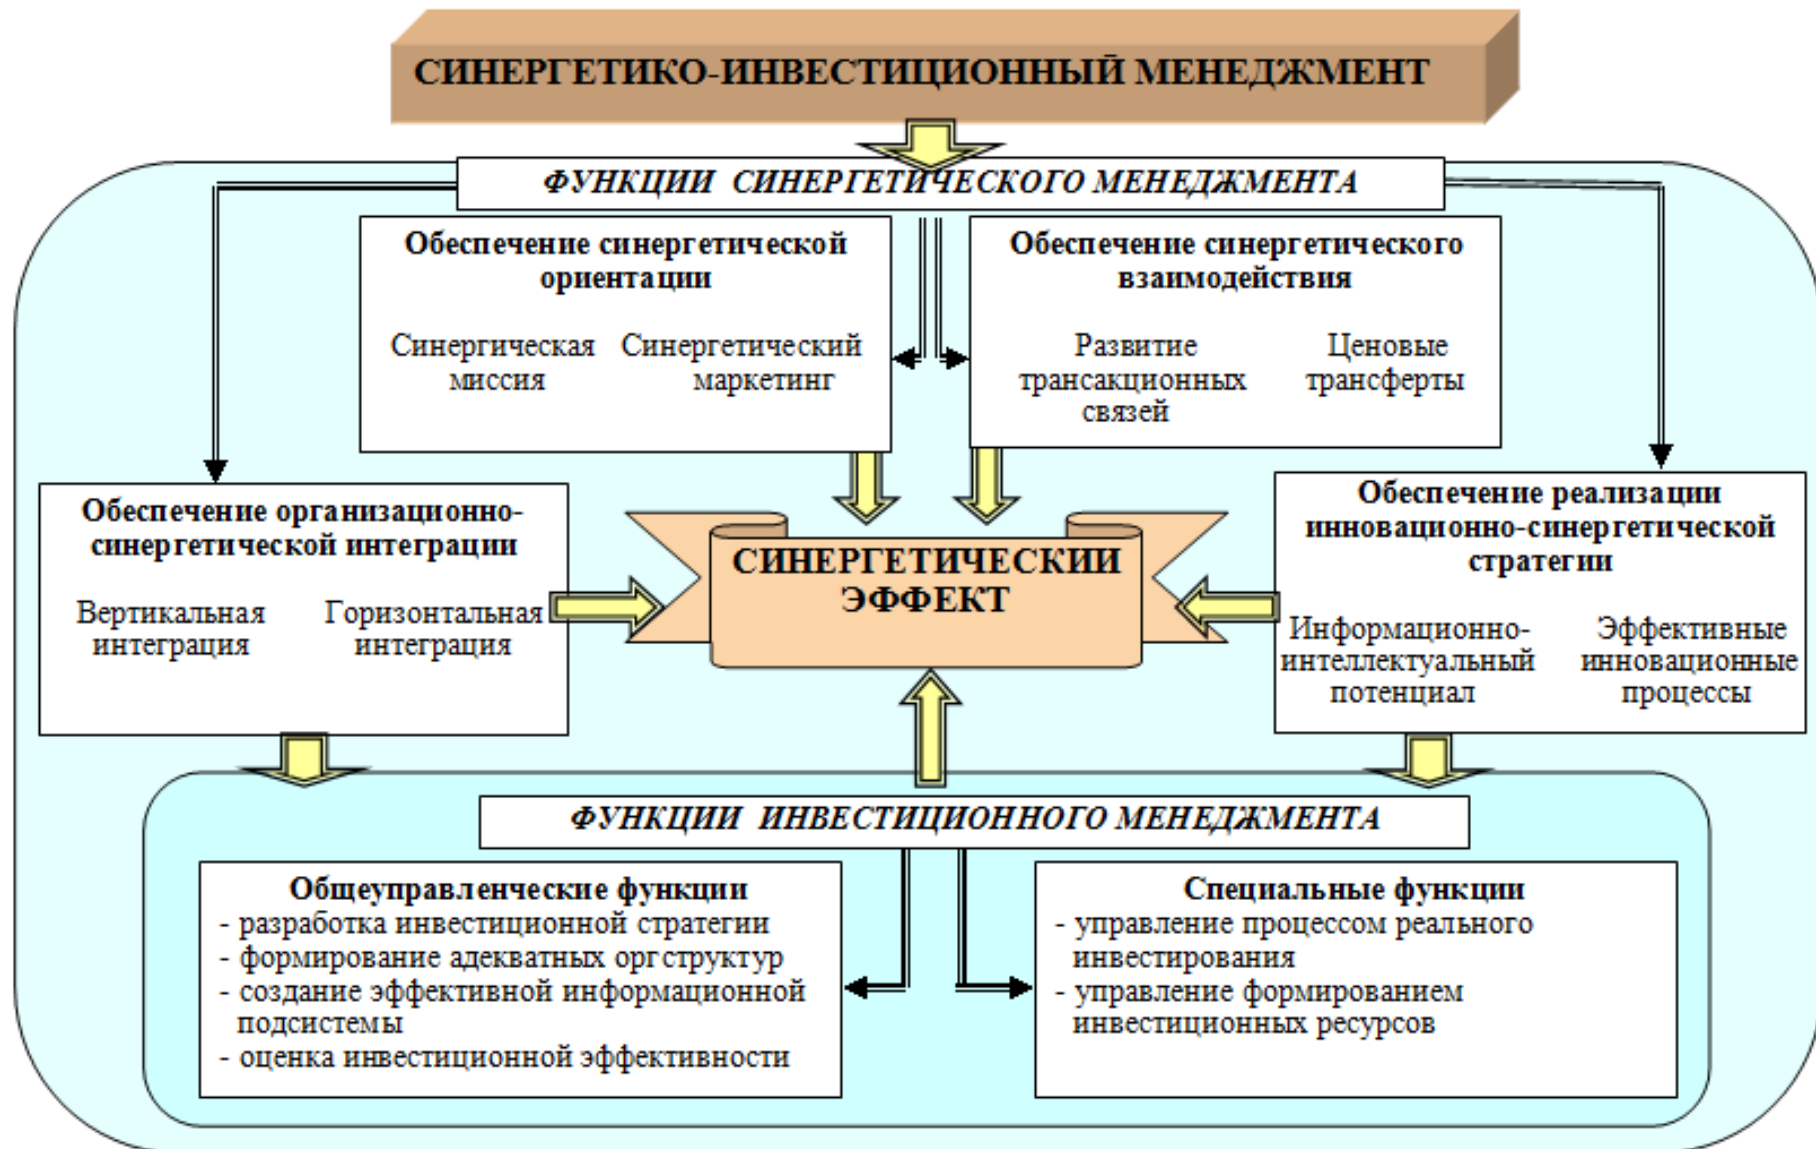 СИНЕРГЕТИКО-ИНВЕСТИЦИОННЫЙ МЕНЕДЖМЕНТ
ФУНКЦИИ СИНЕРГЕТИЧЕСКОГО МЕНЕДЖМЕНТА
Обеспечение синергетической
ориентации
Синергическая
миссия
Синергетический
маркетинг
Обеспечение синергетического
взаимодействия
Развитие
трансакционных
связей
Ценовые
трансферты
Обеспечение организационно-
синергетической интеграции
Вертикальная
интеграция
Горизонтальная
интеграция
СИНЕРГЕТИЧЕСКИЙ
ЭФФЕКТ
Обеспечение реализации
инновационно-синергетической
стратегии
Информационно-
интеллектуальный
потенциал
Эффективные
инновационные
процессы
ФУНКЦИИ ИНВЕСТИЦИОННОГО МЕНЕДЖМЕНТА
Общеуправленческие функции
- разработка инвестиционной стратегии
- формирование адекватных оргструктур
- создание эффективной информационной
подсистемы
- оценка инвестиционной эффективности
Специальные функции
- управление процессом реального
инвестирования
- управление формированием
инвестиционных ресурсов